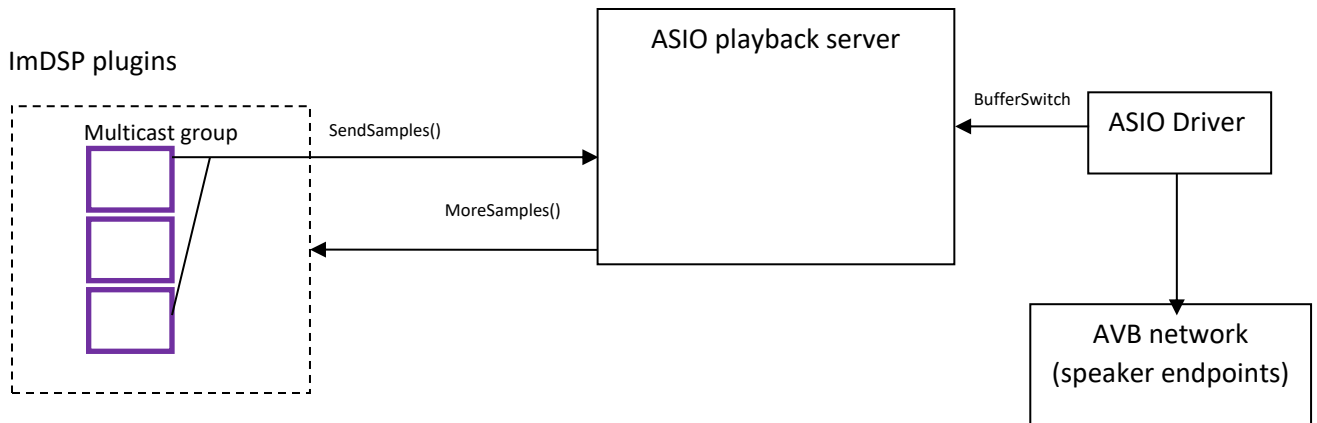 ImDSP plugins
Multicast group
SendSamples()
MoreSamples()
ASIO playback server
BufferSwitch
ASIO Driver
AVB network
(speaker endpoints)